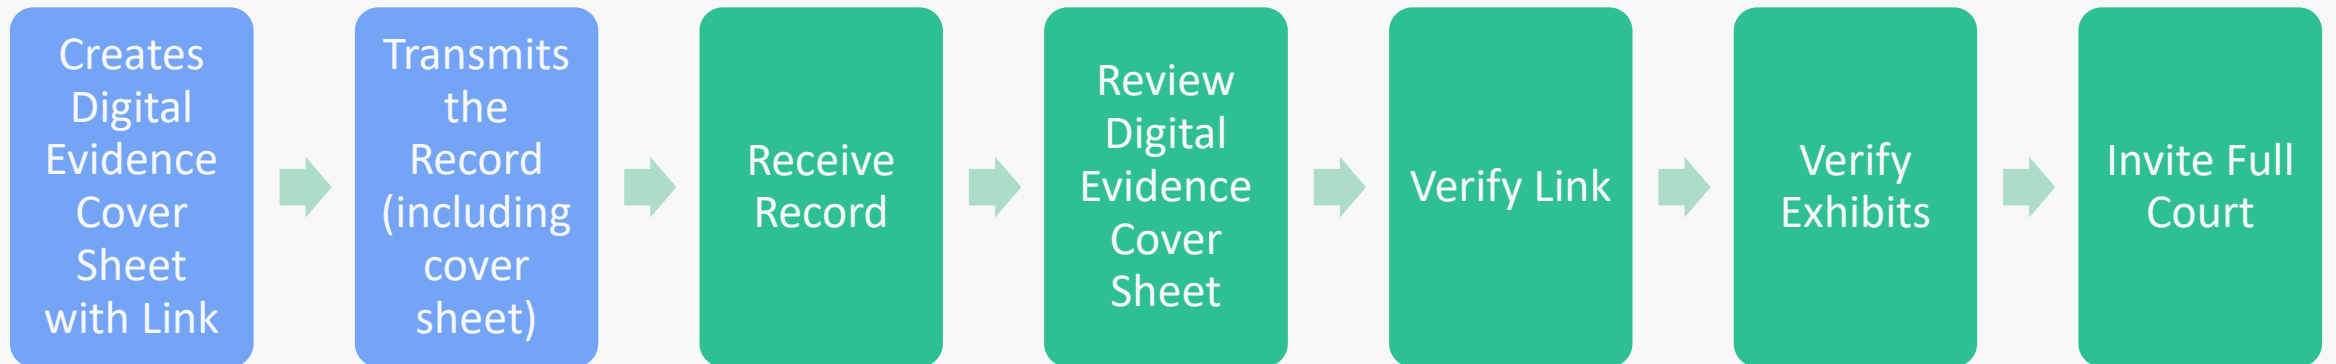 Creates
Digital
Evidence
Cover
Sheet
with Link
Transmits
the
Record
(including
cover
sheet)
Receive
Record
Review
Digital
Evidence
Cover
Sheet
Verify Link
Verify
Exhibits
Invite Full
Court